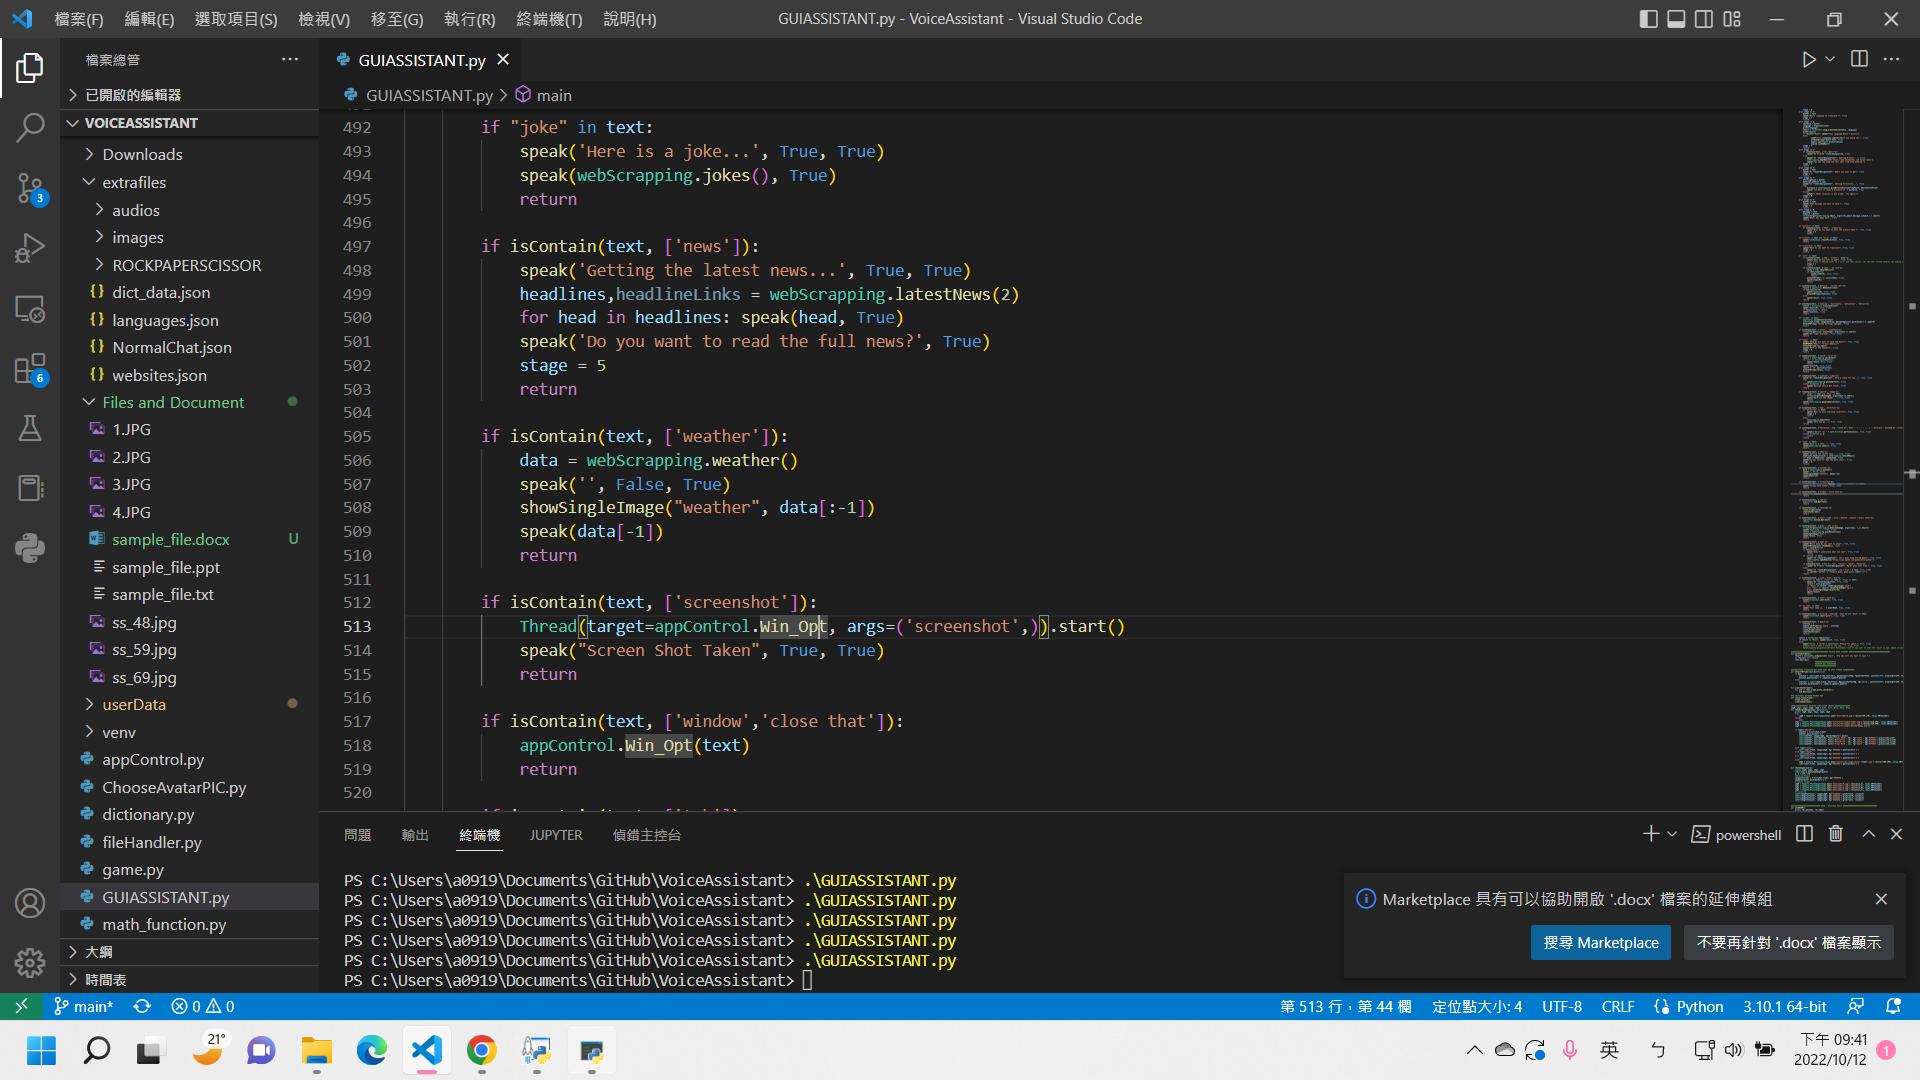 檔案(F) 編輯(E) 選取項目(S) 檢視(V) 移至(G) 執行(R) 終端機(T) 說明(H) GUIASSISTANT.py - VoiceAssistant - Visual Studio Code
檔案總管
已開啟的編輯器
VOICEASSISTANT
Downloads
extrafiles
audios
images
ROCKPAPERSCISSOR
dict_data.json
languages.json
NormalChat.json
websites.json
Files and Document
1.JPG
2.JPG
3.JPG
4.JPG
sample_file.docx U
sample_file.ppt
sample_file.txt
ss_48.jpg
ss_59.jpg
ss_69.jpg
userData
venv
appControl.py
ChooseAvatarPIC.py
dictionary.py
fileHandler.py
game.py
GUIASSISTANT.py
math_function.py
大綱
時間表
3
6
GUIASSISTANT.py
GUIASSISTANT.py > main
492 if "joke" in text:
493 speak('Here is a joke...', True, True)
494 speak(webScrapping.jokes(), True)
495 return
496
497 if isContain(text, ['news']):
498 speak('Getting the latest news...', True, True)
499 headlines,headlineLinks = webScrapping.latestNews(2)
500 for head in headlines: speak(head, True)
501 speak('Do you want to read the full news?', True)
502 stage = 5
503 return
504
505 if isContain(text, ['weather']):
506 data = webScrapping.weather()
507 speak('', False, True)
508 showSingleImage("weather", data[:-1])
509 speak(data[-1])
510 return
511
512 if isContain(text, ['screenshot']):
513 Thread(target=appControl.Win_Opt, args=('screenshot',)).start()
514 speak("Screen Shot Taken", True, True)
515 return
516
517 if isContain(text, ['window','close that']):
518 appControl.Win_Opt(text)
519 return
520
問題 輸出 終端機 JUPYTER 偵錯主控台
powershell
PS C:\Users\a0919\Documents\GitHub\VoiceAssistant> .\GUIASSISTANT.py
PS C:\Users\a0919\Documents\GitHub\VoiceAssistant> .\GUIASSISTANT.py
PS C:\Users\a0919\Documents\GitHub\VoiceAssistant> .\GUIASSISTANT.py
PS C:\Users\a0919\Documents\GitHub\VoiceAssistant> .\GUIASSISTANT.py
PS C:\Users\a0919\Documents\GitHub\VoiceAssistant> .\GUIASSISTANT.py
PS C:\Users\a0919\Documents\GitHub\VoiceAssistant>
Marketplace 具有可以協助開啟 '.docx' 檔案的延伸模組
搜尋 Marketplace 不要再針對 '.docx' 檔案顯示
main* 0 0 第 513 行，第 44 欄 定位點大小: 4 UTF-8 CRLF Python 3.10.1 64-bit
21° 英 ㄅ 下午 09:41
2022/10/12 1